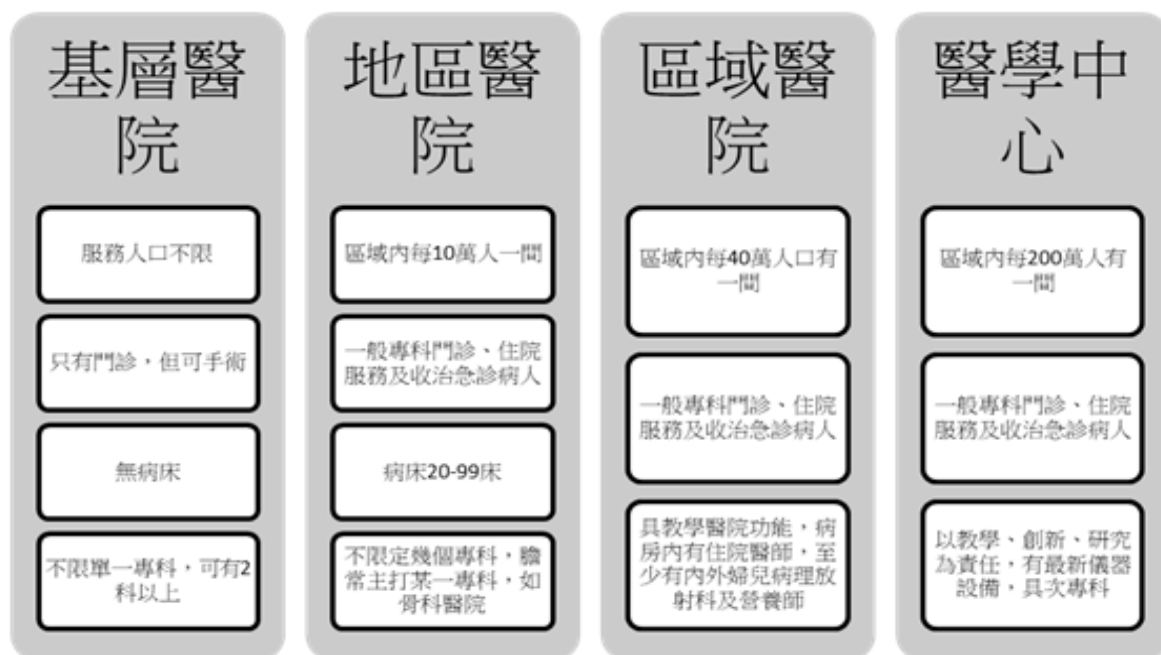 基層醫
院
服務人口不限
只有門診，但可手術
無病床
不限單一專科，可有2
科以上
地區醫
院
區域內每10萬人一間
一般專科門診、住院
服務及收治急診病人
病床20-99床
不限定幾個專科，膽
常主打某一專科，如
骨科醫院
區域醫
院
區域內每40萬人口有
一間
一般專科門診、住院
服務及收治急診病人
具教學醫院功能，病
房內有住院醫師，至
少有內外婦兒病理放
射科及營養師
醫學中
心
區域內每200萬人有
一間
一般專科門診、住院
服務及收治急診病人
以教學、創新、研究
為責任，有最新儀器
設備，具次專科